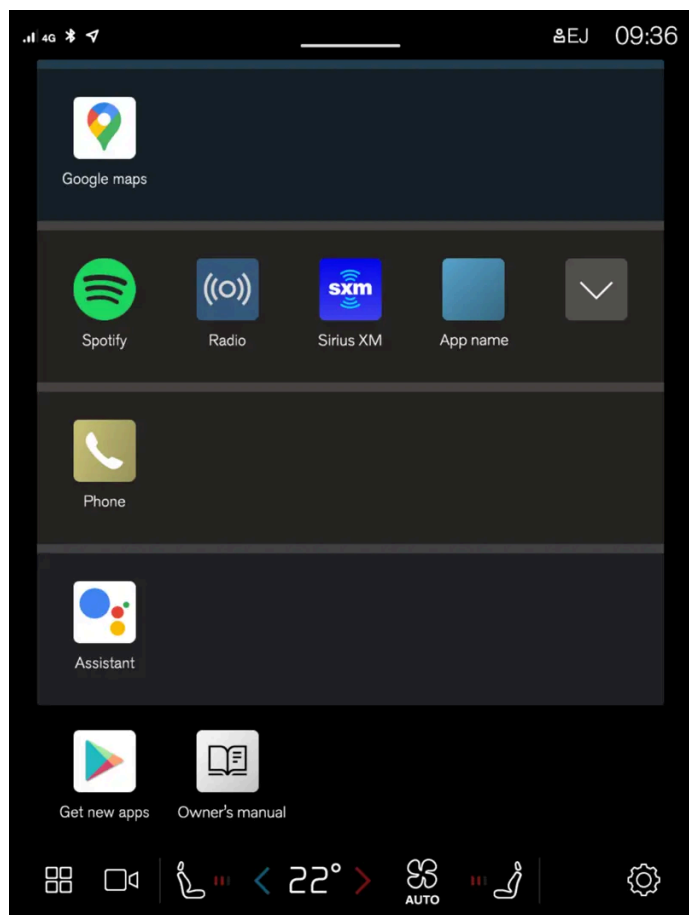 4G EJ 09:36
Google maps
sxm
Spotify Radio Sirius XM App name
Phone
Assistant
Get new apps Owner's manual
22°
AUTO